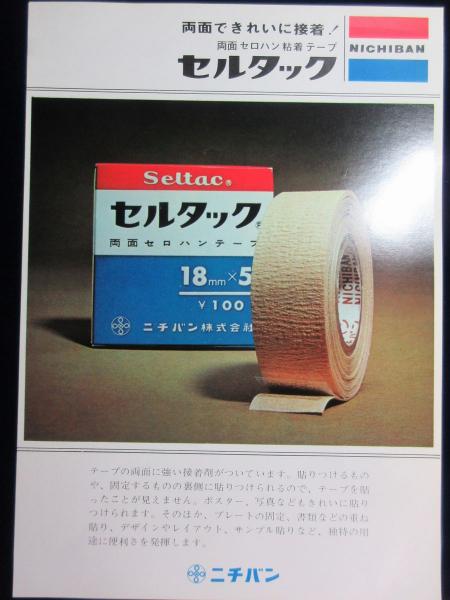 両面できれいに接着！
両面セロハン粘着テープ
セルタック
NICHIBAN
Seltac®
セルタック
両面セロハンテープ
18mm×5
￥100
ニチバン株式会
NICHIBAN
テープの両面に強い接着剤がついています。貼りつけるもの
や、固定するものの裏側に貼りつけられるので、テープを貼
ったことが見えません。ポスター、写真などもきれいに貼り
つけられます。そのほか、プレートの固定、書類などの重ね
貼り、デザインやレイアウト、サンプル貼りなど、独特の用
途に便利さを発揮します。
ニチバン